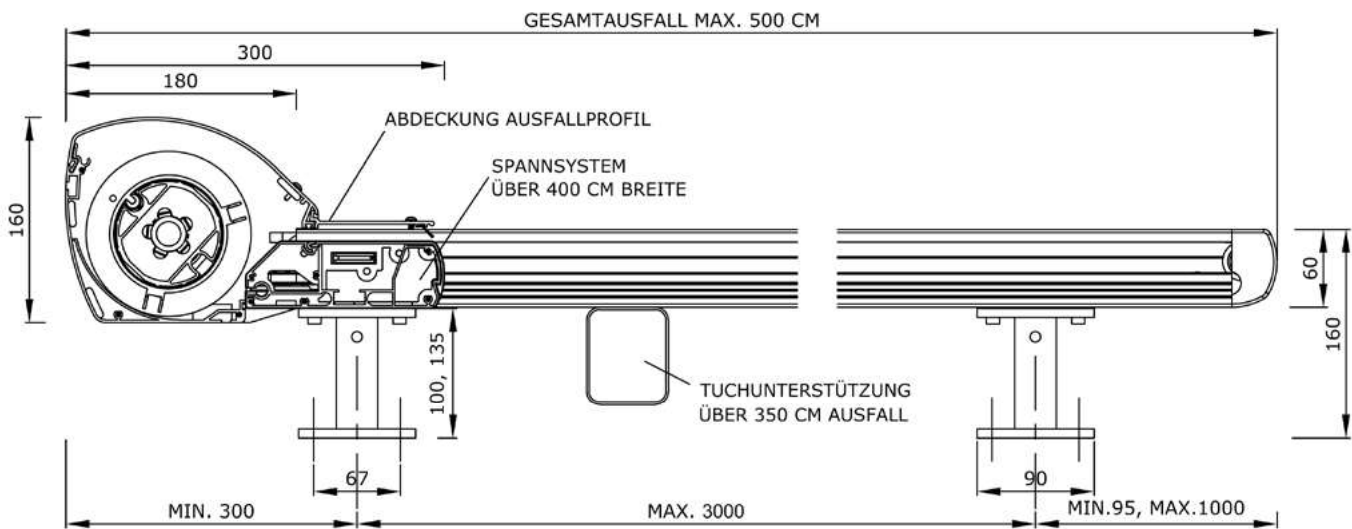 GESAMTAUSFALL MAX. 500 CM
300
180
ABDECKUNG AUSFALLPROFIL
SPANNSYSTEM
ÜBER 400 CM BREITE
160
60
160
100, 135
TUCHUNTERSTÜTZUNG
ÜBER 350 CM AUSFALL
67
90
MIN. 300
MAX. 3000
MIN.95, MAX.1000